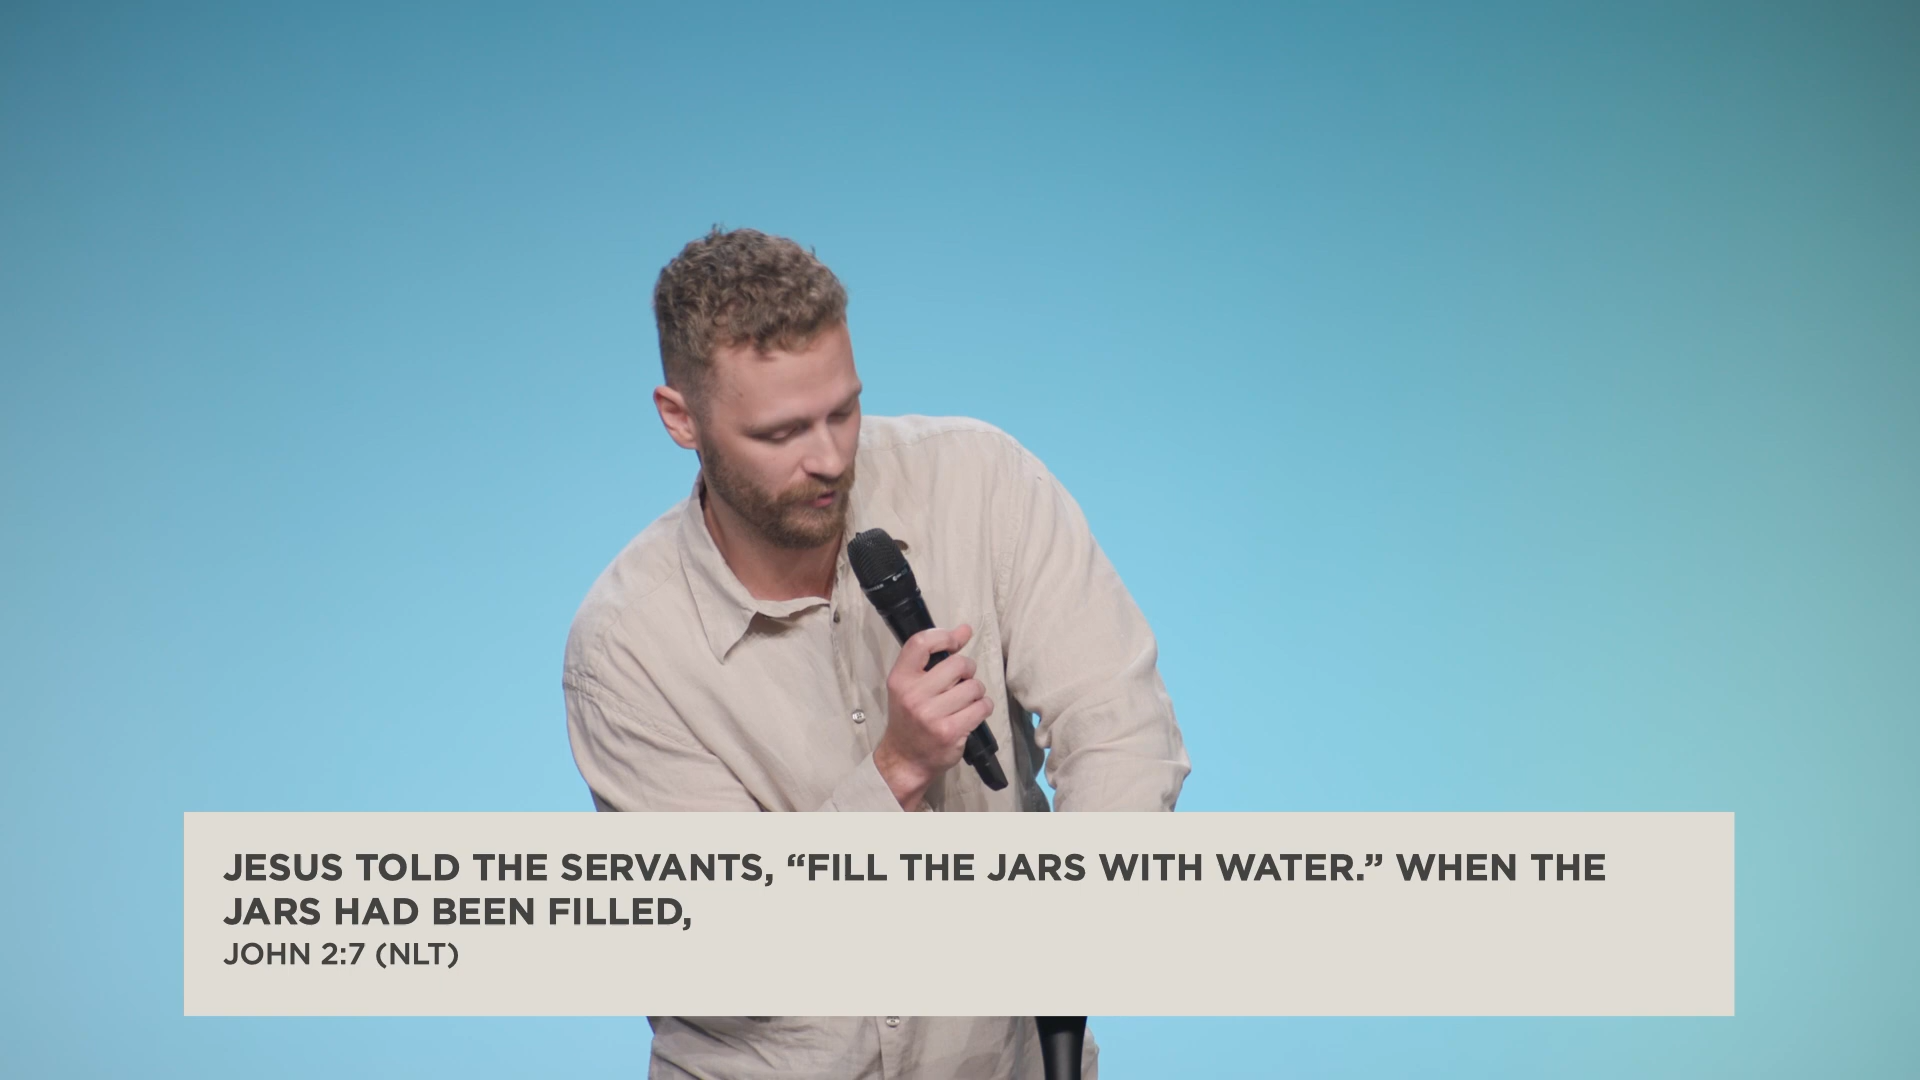 JESUS TOLD THE SERVANTS, “FILL THE JARS WITH WATER.” WHEN THE
JARS HAD BEEN FILLED,
JOHN 2:7 (NLT)